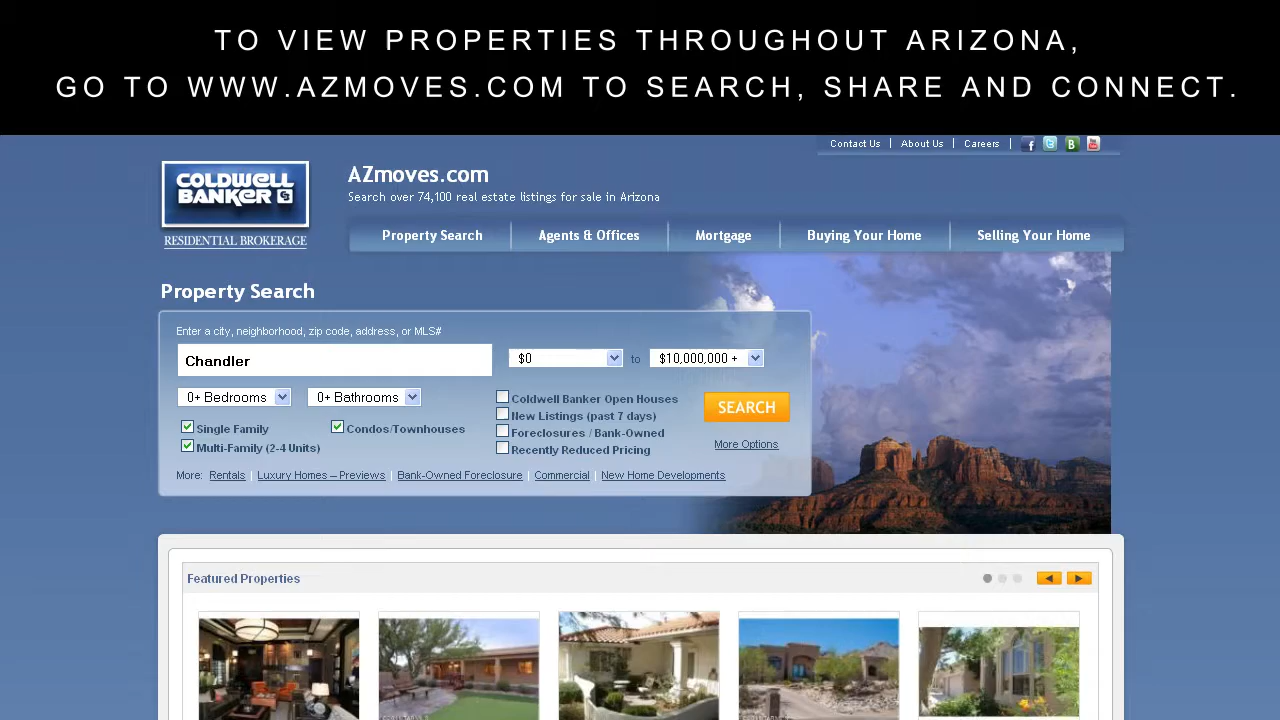 TO VIEW PROPERTIES THROUGHOUT ARIZONA,
GO TO WWW.AZMOVES.COM TO SEARCH, SHARE AND CONNECT.
Contact Us | About Us | Careers |
COLDWELL
BANKER
RESIDENTIAL BROKERAGE
AZmoves.com
Search over 74,100 real estate listings for sale in Arizona
Property Search | Agents & Offices | Mortgage | Buying Your Home | Selling Your Home
Property Search
Enter a city, neighborhood, zip code, address, or MLS#
Chandler $0 to $10,000,000 +
0+ Bedrooms 0+ Bathrooms
Coldwell Banker Open Houses
New Listings (past 7 days)
Foreclosures / Bank-Owned
Recently Reduced Pricing
SEARCH
More Options
Single Family Condos/Townhouses
Multi-Family (2-4 Units)
More: Rentals | Luxury Homes – Previews | Bank-Owned Foreclosure | Commercial | New Home Developments
Featured Properties